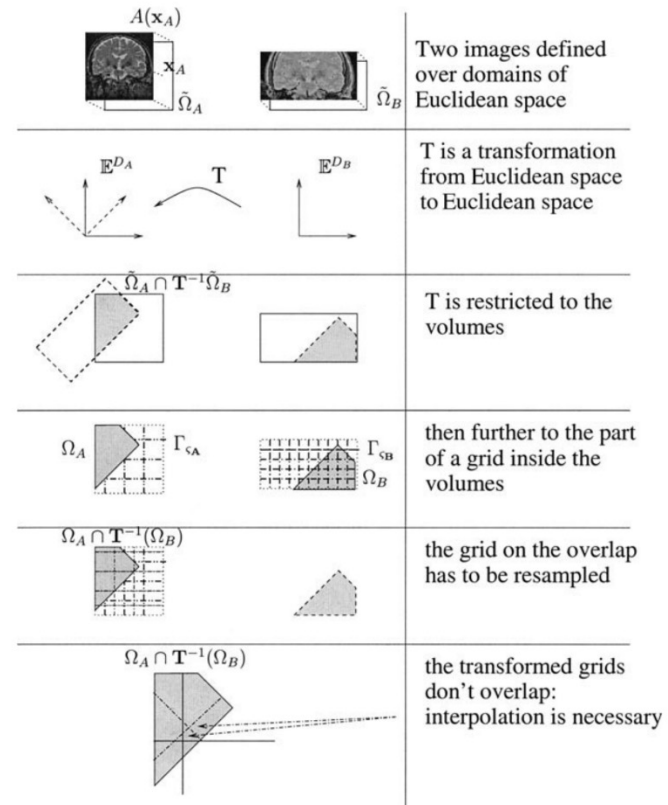 A(x_A)
x_A
Ω̃_A
Ω̃_B
Two images defined
over domains of
Euclidean space
𝔼^{D_A}
T
𝔼^{D_B}
T is a transformation
from Euclidean space
to Euclidean space
Ω̃_A ∩ T⁻¹Ω̃_B
T is restricted to the
volumes
Ω_A
Γ_{ς_A}
Γ_{ς_B}
Ω_B
then further to the part
of a grid inside the
volumes
Ω_A ∩ T⁻¹(Ω_B)
the grid on the overlap
has to be resampled
Ω_A ∩ T⁻¹(Ω_B)
the transformed grids
don't overlap:
interpolation is necessary